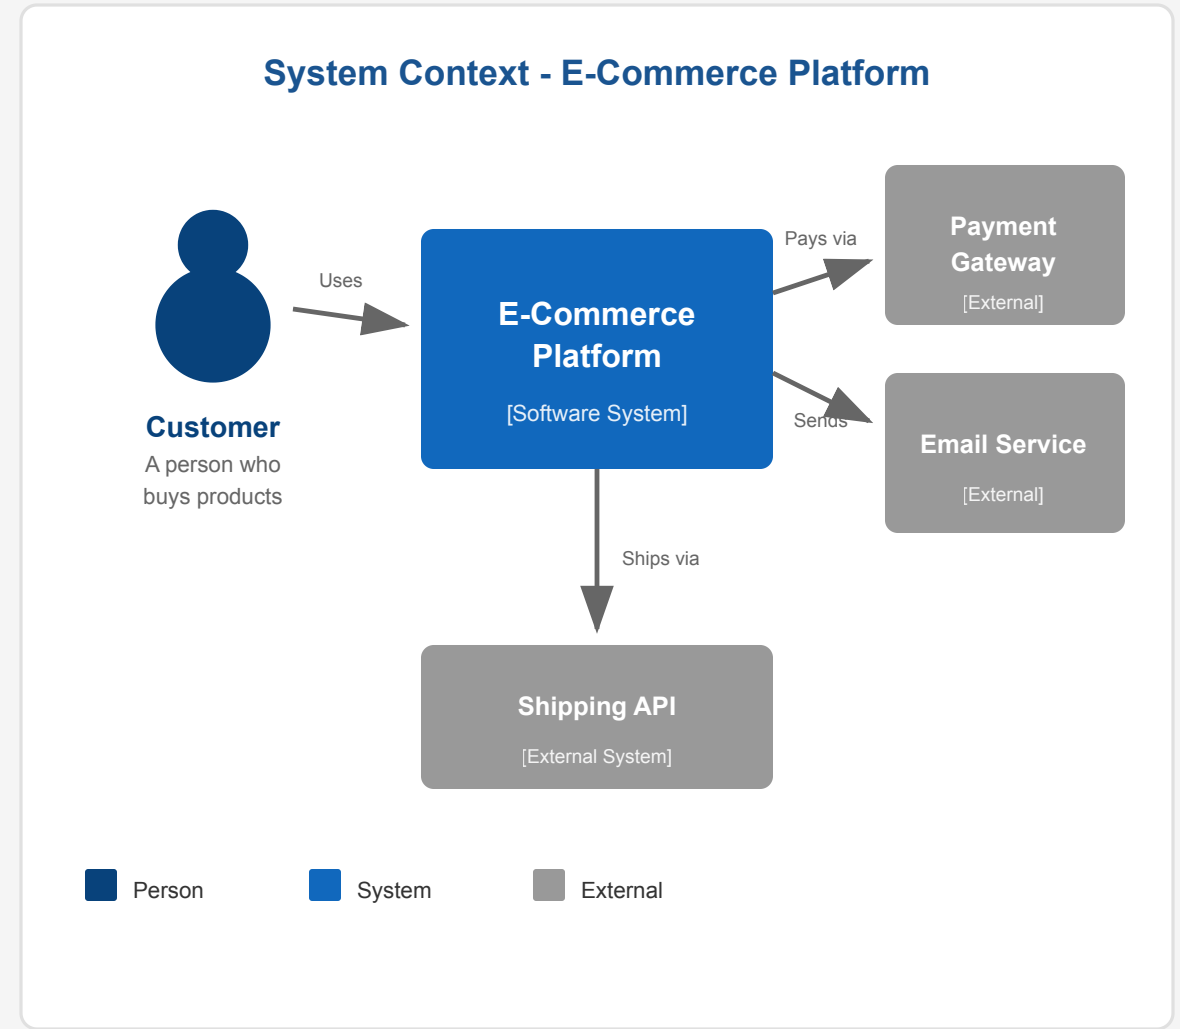 System Context - E-Commerce Platform
Uses
Customer
A person who
buys products
E-Commerce
Platform
[Software System]
Pays via
Payment
Gateway
[External]
Sends
Email Service
[External]
Ships via
Shipping API
[External System]
Person
System
External